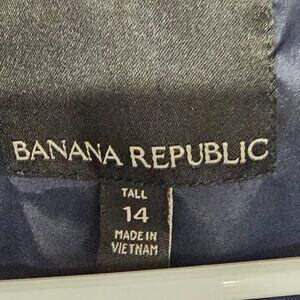 BANANA REPUBLIC
TALL
14
MADE IN
VIETNAM